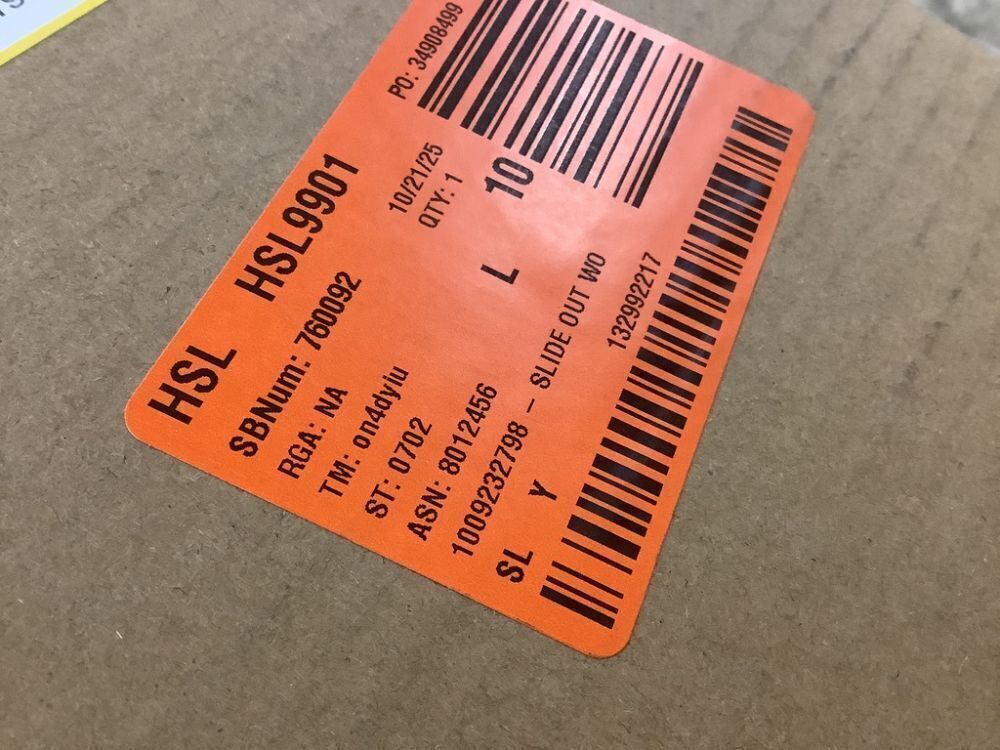 HSL HSL9901 PO: 34908499
SBNum: 760092 10/21/25
RGA: NA QTY: 1
TM: on4dyiu 10
ST: 0702 L
ASN: 8012456
1009232798 – SLIDE OUT WO
SL Y 132992217